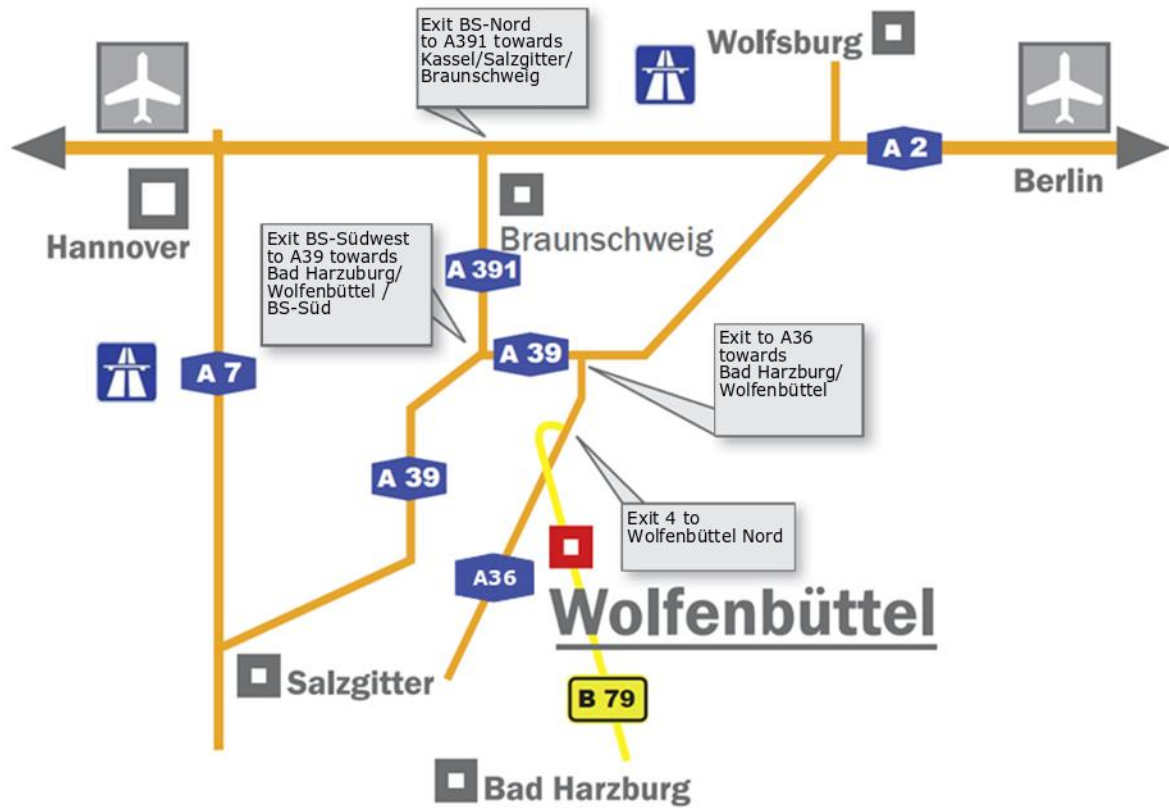 Exit BS-Nord
to A391 towards
Kassel/Salzgitter/
Braunschweig
Wolfsburg
A 2
Berlin
Hannover
Braunschweig
Exit BS-Südwest
to A39 towards
Bad Harzuburg/
Wolfenbüttel /
BS-Süd
A 391
A 39
Exit to A36
towards
Bad Harzburg/
Wolfenbüttel
A 7
A 39
Exit 4 to
Wolfenbüttel Nord
A36
Wolfenbüttel
Salzgitter
B 79
Bad Harzburg